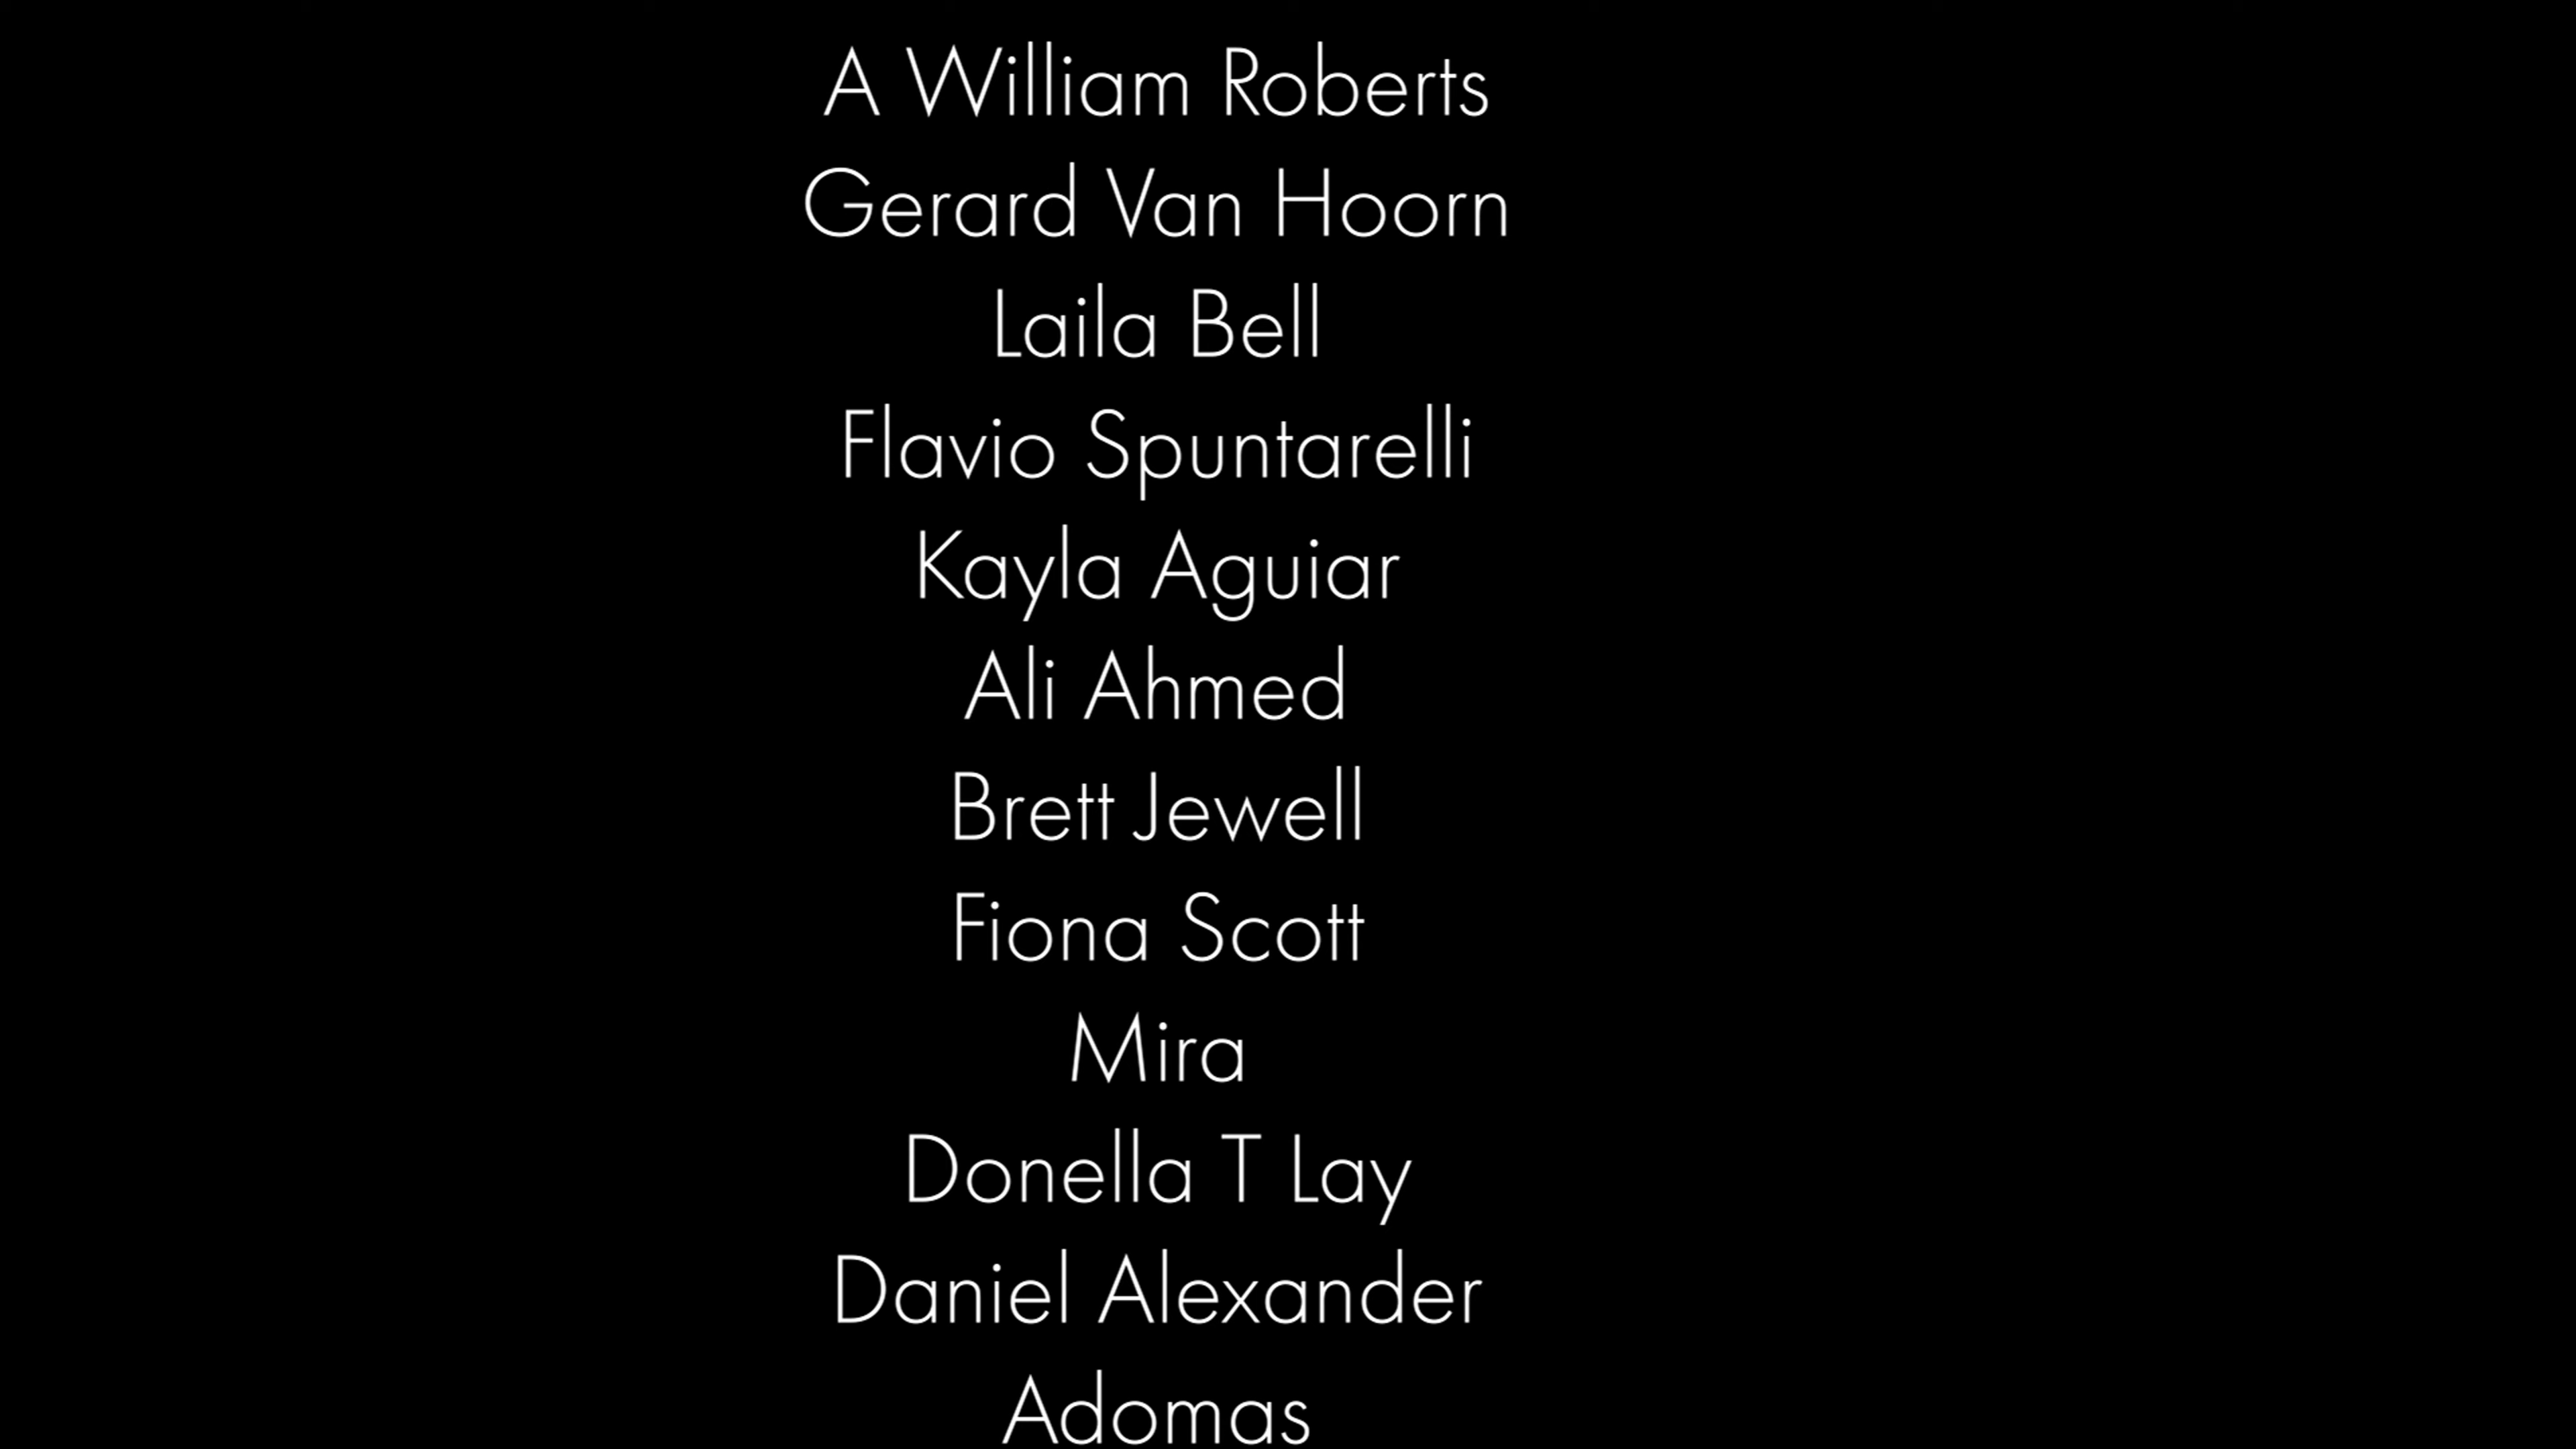 A William Roberts
Gerard Van Hoorn
Laila Bell
Flavio Spuntarelli
Kayla Aguiar
Ali Ahmed
Brett Jewell
Fiona Scott
Mira
Donella T Lay
Daniel Alexander
Adomas